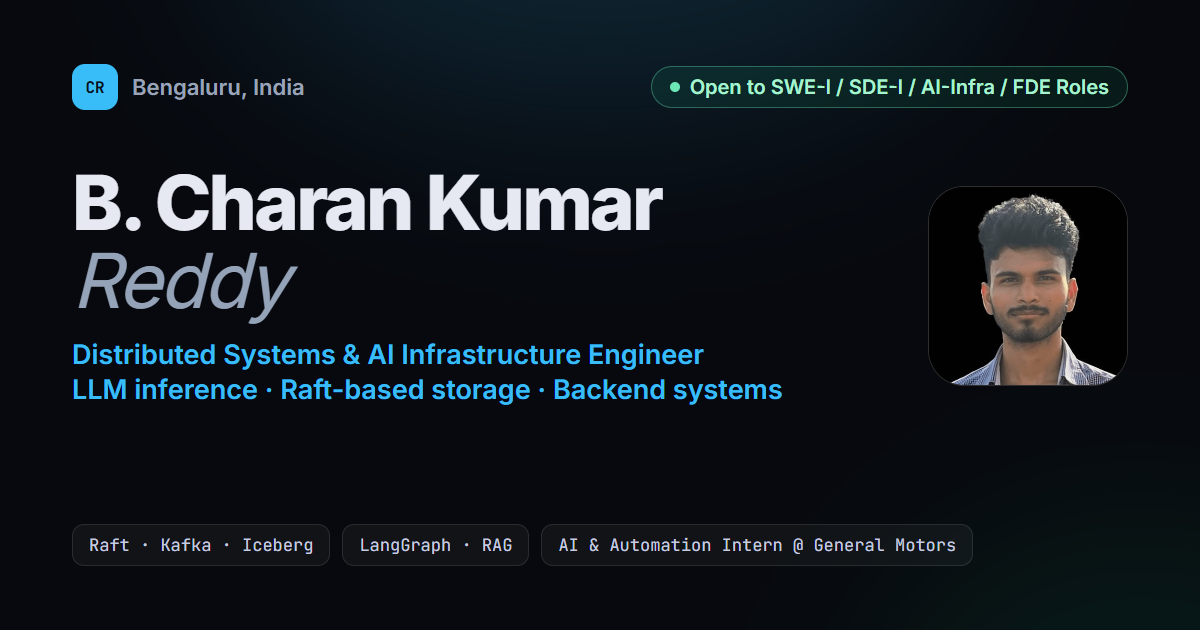 CR
Bengaluru, India
Open to SWE-I / SDE-I / AI-Infra / FDE Roles
B. Charan Kumar
Reddy
Distributed Systems & AI Infrastructure Engineer
LLM inference · Raft-based storage · Backend systems
Raft · Kafka · Iceberg
LangGraph · RAG
AI & Automation Intern @ General Motors